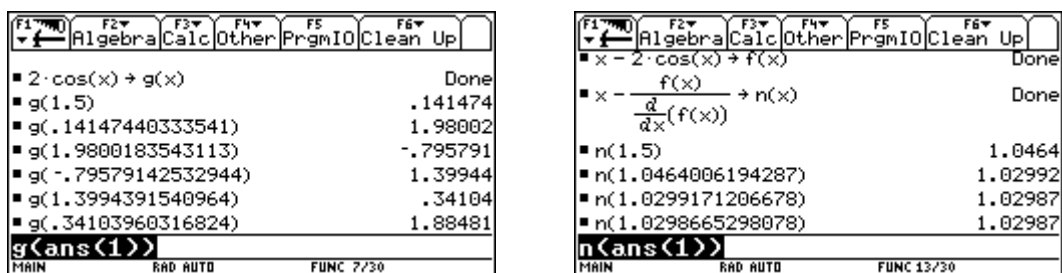 F1 F2 F3 F4 F5 F6
Algebra Calc Other PrgmIO Clean Up
▪ 2·cos(x) → g(x) Done
▪ g(1.5) .141474
▪ g(.14147440333541) 1.98002
▪ g(1.9800183543113) -.795791
▪ g(-.79579142532944) 1.39944
▪ g(1.3994391540964) .34104
▪ g(.34103960316824) 1.88481
g(ans(1))
MAIN RAD AUTO FUNC 7/30
F1 F2 F3 F4 F5 F6
Algebra Calc Other PrgmIO Clean Up
▪ x - 2·cos(x) → f(x) Done
▪ x - f(x) / d/dx(f(x)) → n(x) Done
▪ n(1.5) 1.0464
▪ n(1.0464006194287) 1.02992
▪ n(1.0299171206678) 1.02987
▪ n(1.0298665298078) 1.02987
n(ans(1))
MAIN RAD AUTO FUNC 13/30